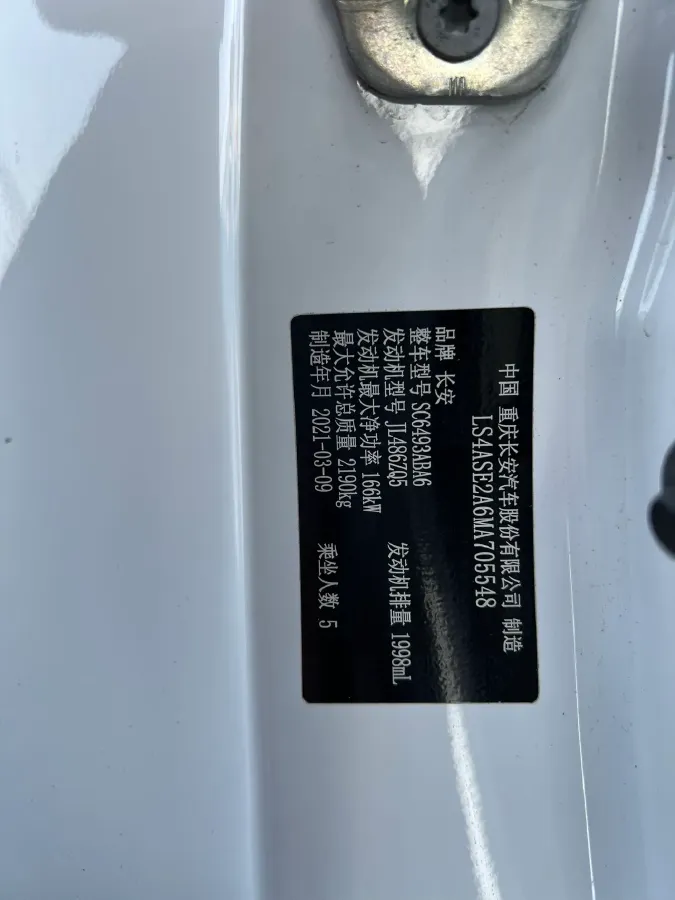 中国 重庆长安汽车股份有限公司 制造
LS4ASE2A6MA705548
品牌 长安
整车型号 SC6493ABA6
发动机型号 JL486ZQ5 发动机排量 1998mL
发动机最大净功率 166kW
最大允许总质量 2190kg
制造年月 2021-03-09 乘坐人数 5